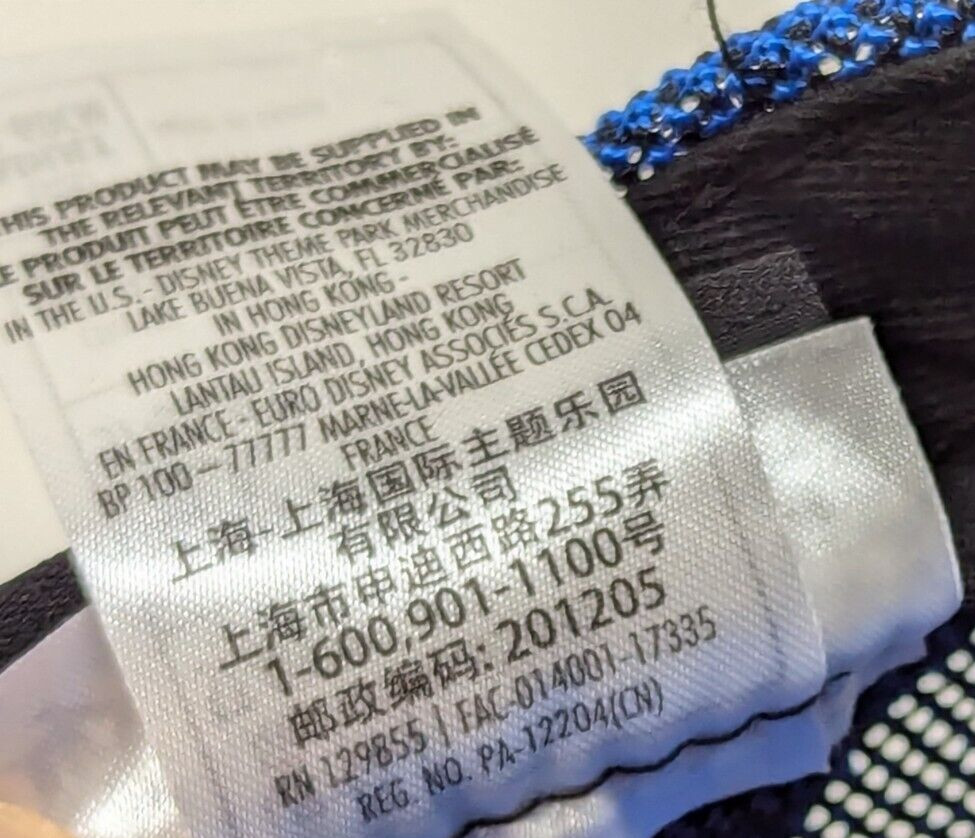 THIS PRODUCT MAY BE SUPPLIED IN
THE RELEVANT TERRITORY BY:
LE PRODUIT PEUT ÊTRE COMMERCIALISÉ
SUR LE TERRITOIRE CONCERNÉ PAR:
IN THE U.S. - DISNEY THEME PARK MERCHANDISE
LAKE BUENA VISTA, FL 32830
IN HONG KONG -
HONG KONG DISNEYLAND RESORT
LANTAU ISLAND, HONG KONG
EN FRANCE - EURO DISNEY ASSOCIÉS S.C.A.
BP 100 - 77777 MARNE-LA-VALLÉE CEDEX 04
FRANCE
上海-上海国际主题乐园
有限公司
上海市申迪西路255弄
1-600,901-1100号
邮政编码: 201205
RN 129855 | FAC-014001-17335
REG. NO. PA-12204(CN)